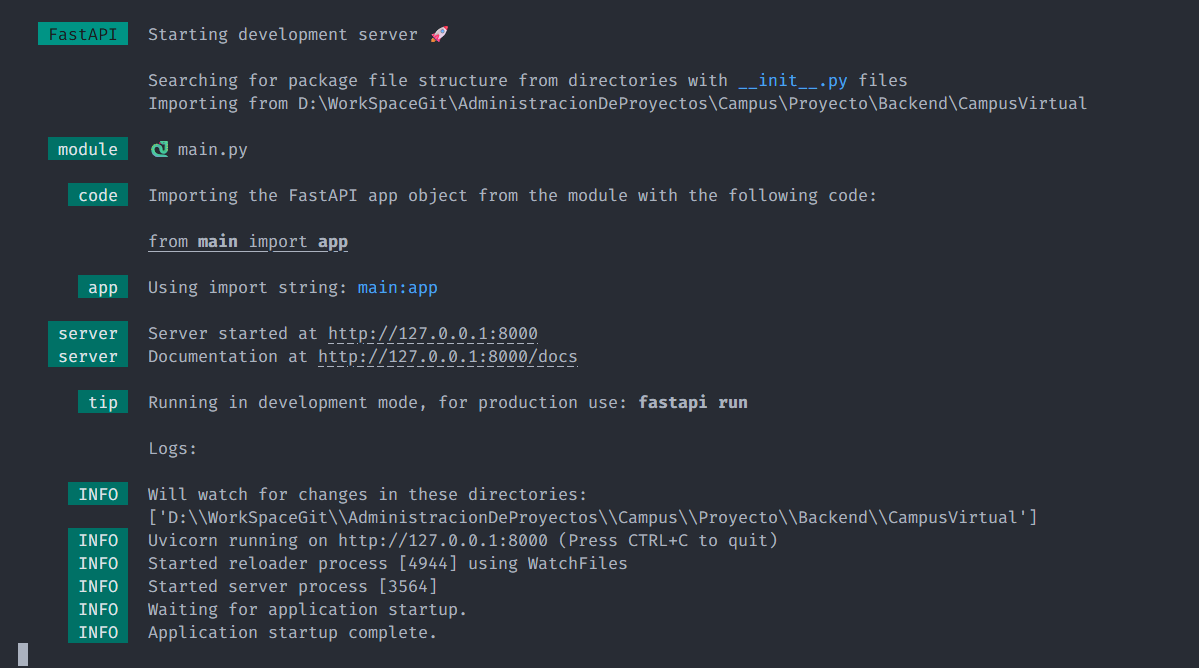 FastAPI Starting development server 🚀
Searching for package file structure from directories with __init__.py files
Importing from D:\WorkSpaceGit\AdministracionDeProyectos\Campus\Proyecto\Backend\CampusVirtual
module 🐍 main.py
code Importing the FastAPI app object from the module with the following code:
from main import app
app Using import string: main:app
server Server started at http://127.0.0.1:8000
server Documentation at http://127.0.0.1:8000/docs
tip Running in development mode, for production use: fastapi run
Logs:
INFO Will watch for changes in these directories:
['D:\\WorkSpaceGit\\AdministracionDeProyectos\\Campus\\Proyecto\\Backend\\CampusVirtual']
INFO Uvicorn running on http://127.0.0.1:8000 (Press CTRL+C to quit)
INFO Started reloader process [4944] using WatchFiles
INFO Started server process [3564]
INFO Waiting for application startup.
INFO Application startup complete.